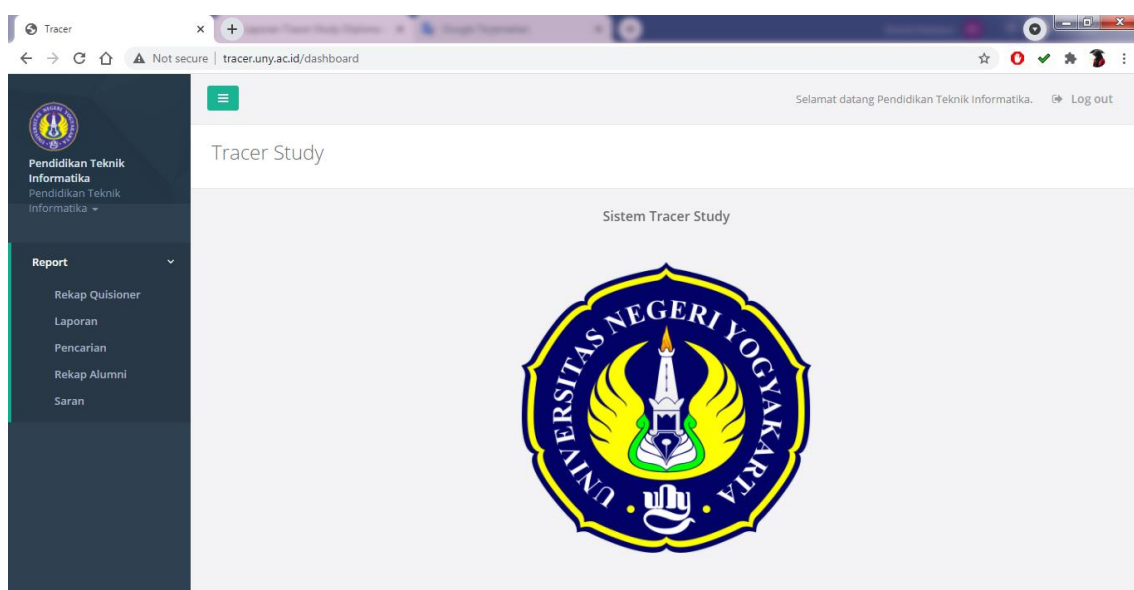 Tracer
Not secure | tracer.uny.ac.id/dashboard
Selamat datang Pendidikan Teknik Informatika.
Log out
Pendidikan Teknik
Informatika
Pendidikan Teknik
Informatika
Tracer Study
Sistem Tracer Study
Report
Rekap Quisioner
Laporan
Pencarian
Rekap Alumni
Saran
UNIVERSITAS NEGERI YOGYAKARTA
uny